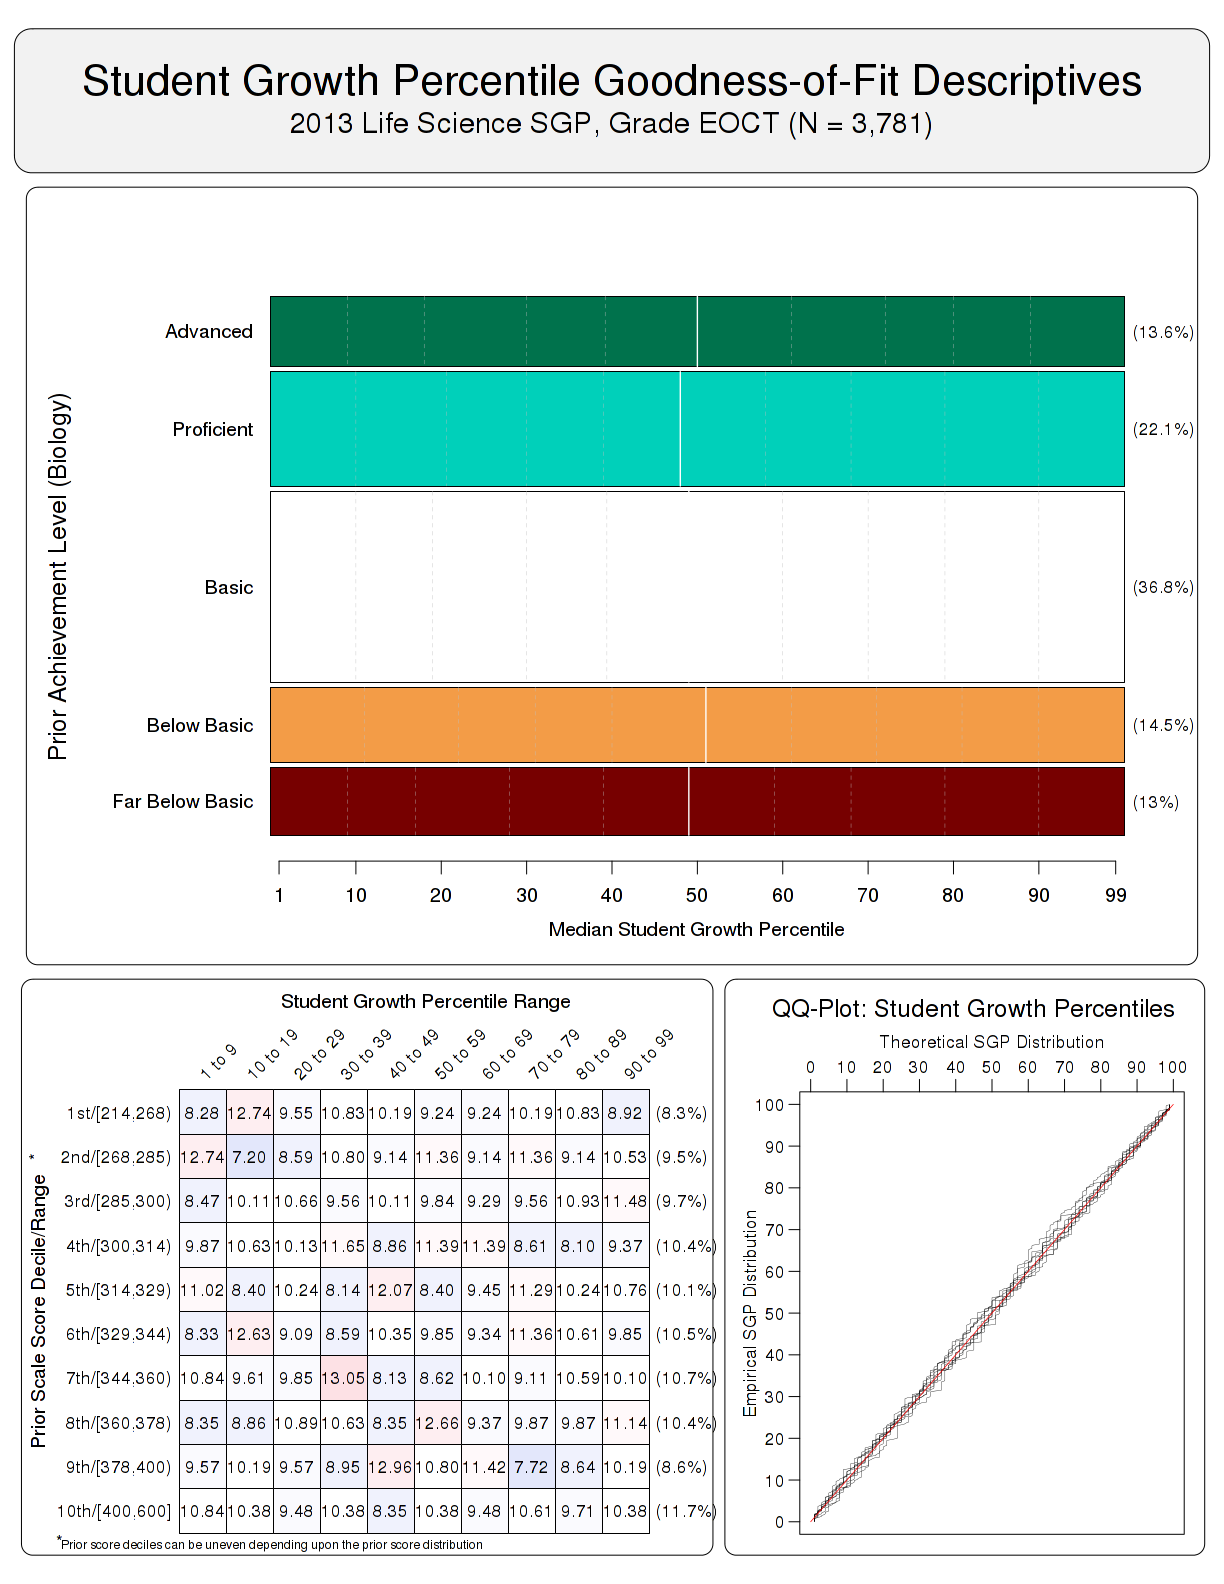 Student Growth Percentile Goodness-of-Fit Descriptives
2013 Life Science SGP, Grade EOCT (N = 3,781)
Prior Achievement Level (Biology)
Advanced (13.6%)
Proficient (22.1%)
Basic (36.8%)
Below Basic (14.5%)
Far Below Basic (13%)
1 10 20 30 40 50 60 70 80 90 99
Median Student Growth Percentile
Student Growth Percentile Range
1 to 9 10 to 19 20 to 29 30 to 39 40 to 49 50 to 59 60 to 69 70 to 79 80 to 89 90 to 99
Prior Scale Score Decile/Range *
1st/[214,268) 8.28 12.74 9.55 10.83 10.19 9.24 9.24 10.19 10.83 8.92 (8.3%)
2nd/[268,285) 12.74 7.20 8.59 10.80 9.14 11.36 9.14 11.36 9.14 10.53 (9.5%)
3rd/[285,300) 8.47 10.11 10.66 9.56 10.11 9.84 9.29 9.56 10.93 11.48 (9.7%)
4th/[300,314) 9.87 10.63 10.13 11.65 8.86 11.39 11.39 8.61 8.10 9.37 (10.4%)
5th/[314,329) 11.02 8.40 10.24 8.14 12.07 8.40 9.45 11.29 10.24 10.76 (10.1%)
6th/[329,344) 8.33 12.63 9.09 8.59 10.35 9.85 9.34 11.36 10.61 9.85 (10.5%)
7th/[344,360) 10.84 9.61 9.85 13.05 8.13 8.62 10.10 9.11 10.59 10.10 (10.7%)
8th/[360,378) 8.35 8.86 10.89 10.63 8.35 12.66 9.37 9.87 9.87 11.14 (10.4%)
9th/[378,400) 9.57 10.19 9.57 8.95 12.96 10.80 11.42 7.72 8.64 10.19 (8.6%)
10th/[400,600] 10.84 10.38 9.48 10.38 8.35 10.38 9.48 10.61 9.71 10.38 (11.7%)
*Prior score deciles can be uneven depending upon the prior score distribution
QQ-Plot: Student Growth Percentiles
Theoretical SGP Distribution
0 10 20 30 40 50 60 70 80 90 100
Empirical SGP Distribution
100
90
80
70
60
50
40
30
20
10
0